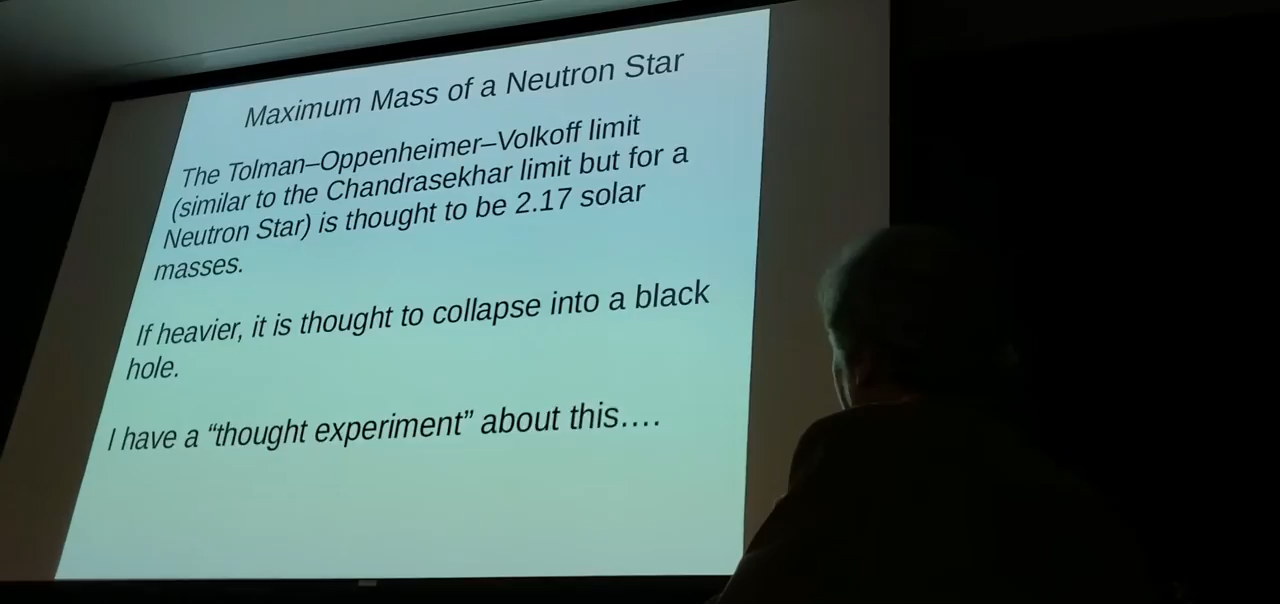 Maximum Mass of a Neutron Star
The Tolman–Oppenheimer–Volkoff limit
(similar to the Chandrasekhar limit but for a
Neutron Star) is thought to be 2.17 solar
masses.
If heavier, it is thought to collapse into a black
hole.
I have a “thought experiment” about this….